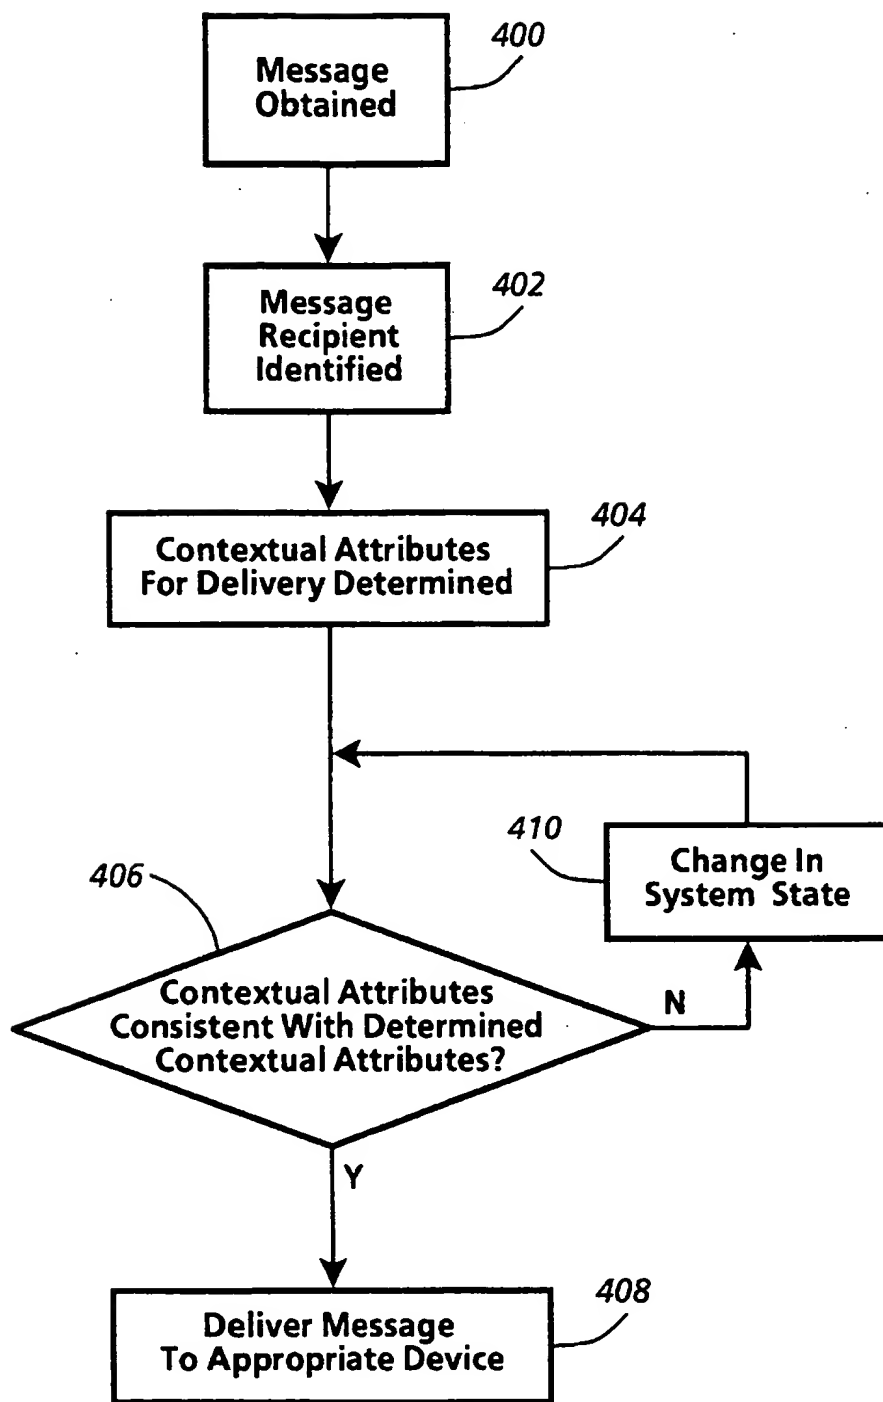 400
Message
Obtained
402
Message
Recipient
Identified
404
Contextual Attributes
For Delivery Determined
410
Change In
System State
406
Contextual Attributes
Consistent With Determined
Contextual Attributes?
N
Y
408
Deliver Message
To Appropriate Device